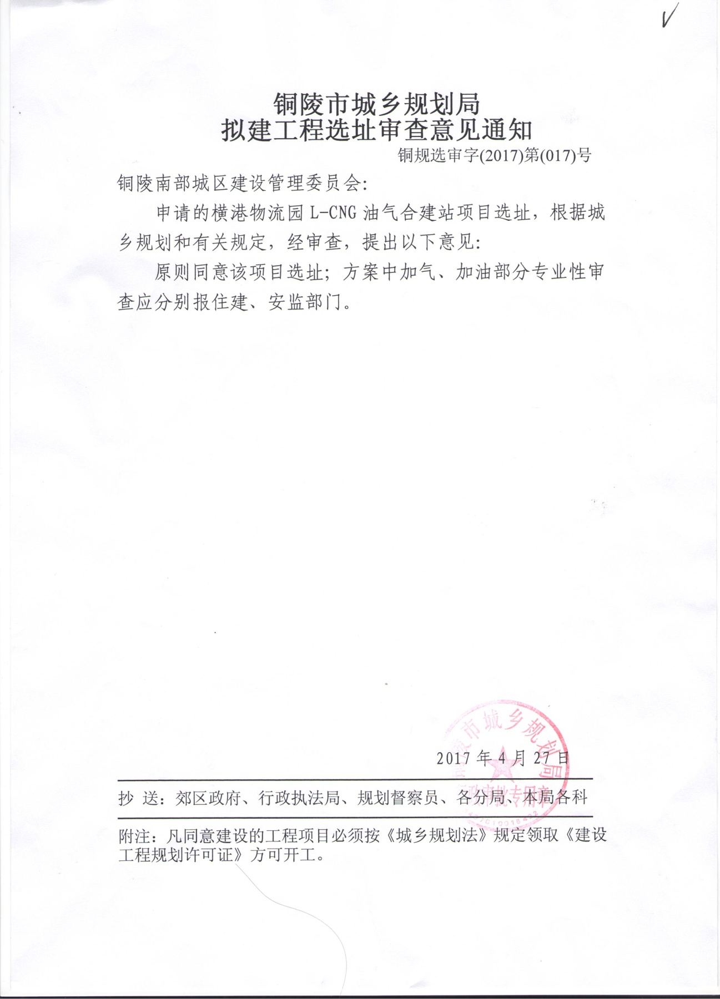 铜陵市城乡规划局
拟建工程选址审查意见通知
铜规选审字(2017)第(017)号
铜陵南部城区建设管理委员会:
申请的横港物流园 L-CNG 油气合建站项目选址，根据城
乡规划和有关规定，经审查，提出以下意见:
原则同意该项目选址；方案中加气、加油部分专业性审
查应分别报住建、安监部门。
陵市城乡规划局
2017 年 4 月 27 日
政审批专用章
抄 送：郊区政府、行政执法局、规划督察员、各分局、本局各科
附注：凡同意建设的工程项目必须按《城乡规划法》规定领取《建设
工程规划许可证》方可开工。